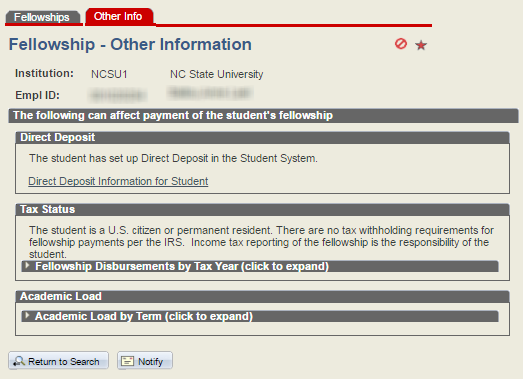 Fellowships Other Info
Fellowship - Other Information
Institution: NCSU1 NC State University
Empl ID:
The following can affect payment of the student's fellowship
Direct Deposit
The student has set up Direct Deposit in the Student System.
Direct Deposit Information for Student
Tax Status
The student is a U.S. citizen or permanent resident. There are no tax withholding requirements for
fellowship payments per the IRS. Income tax reporting of the fellowship is the responsibility of the
student.
Fellowship Disbursements by Tax Year (click to expand)
Academic Load
Academic Load by Term (click to expand)
Return to Search Notify